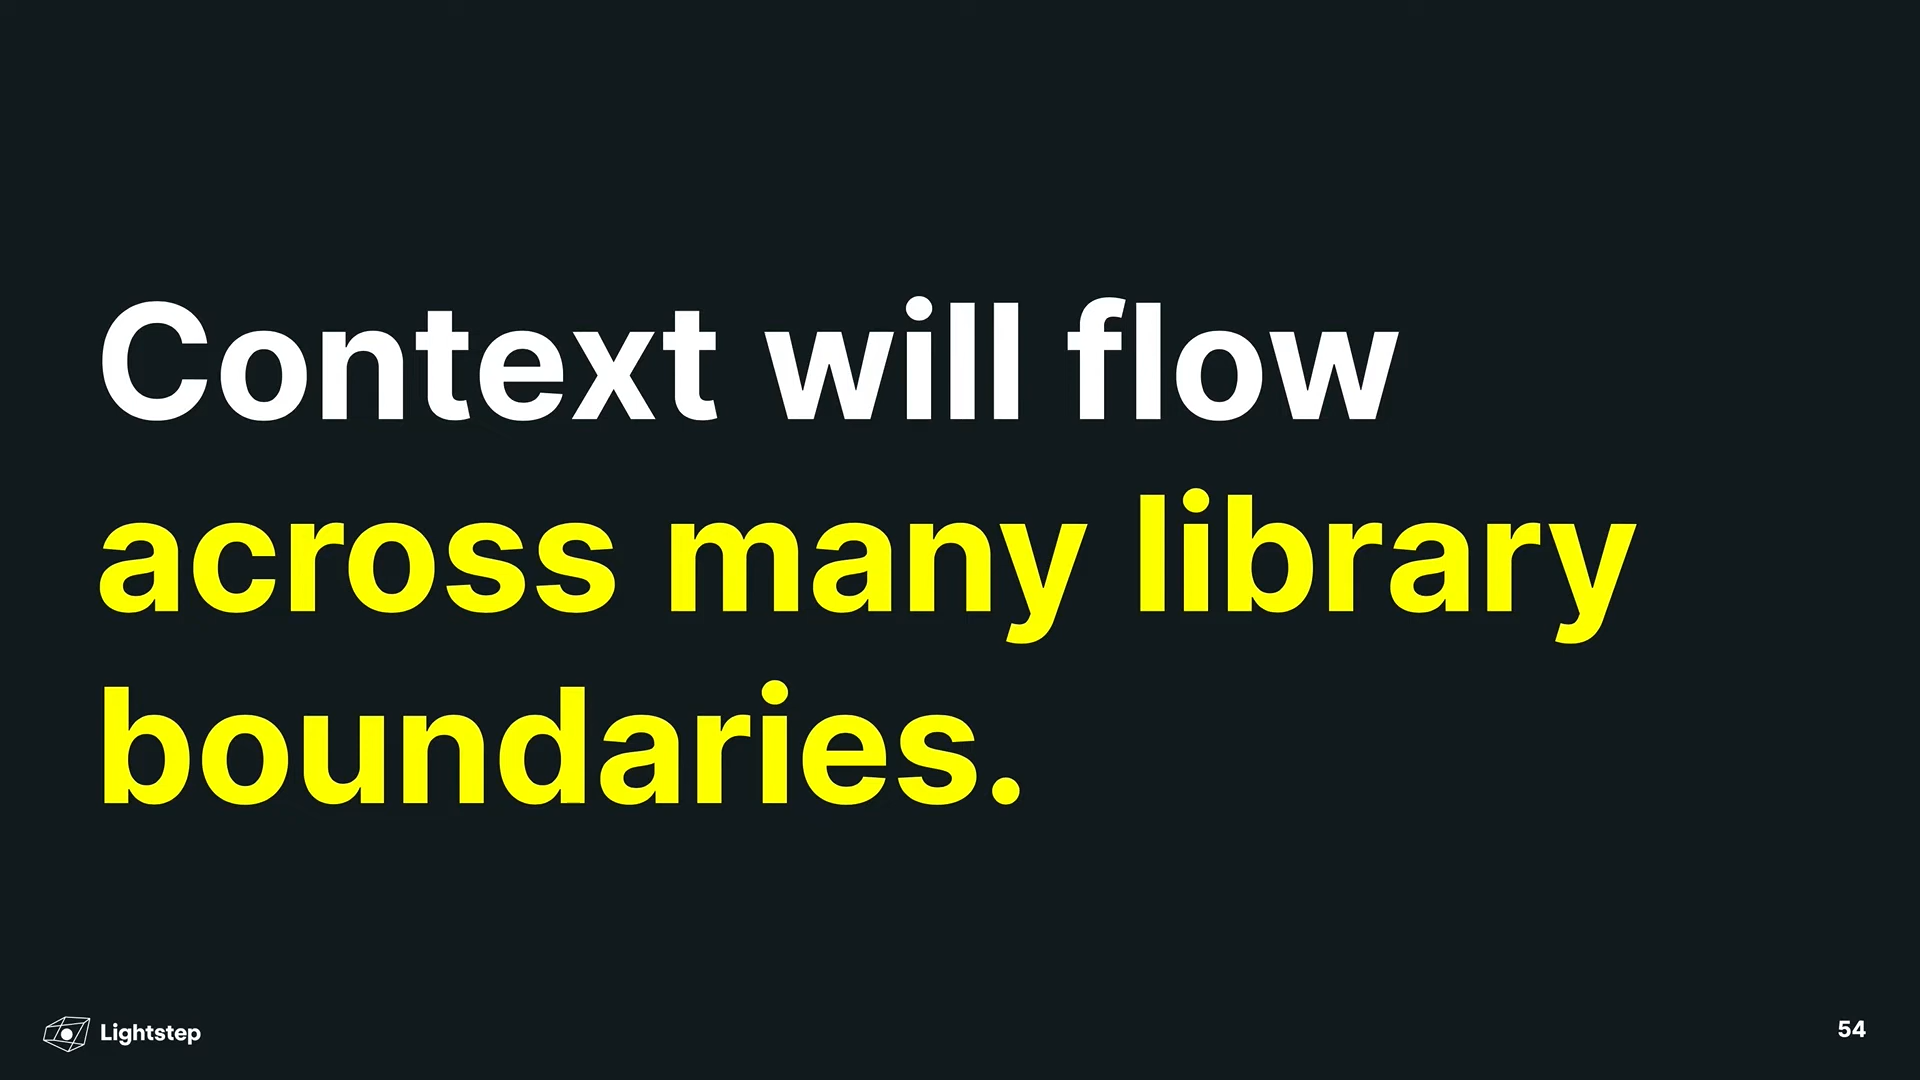 Context will flow
across many library
boundaries.
Lightstep
54